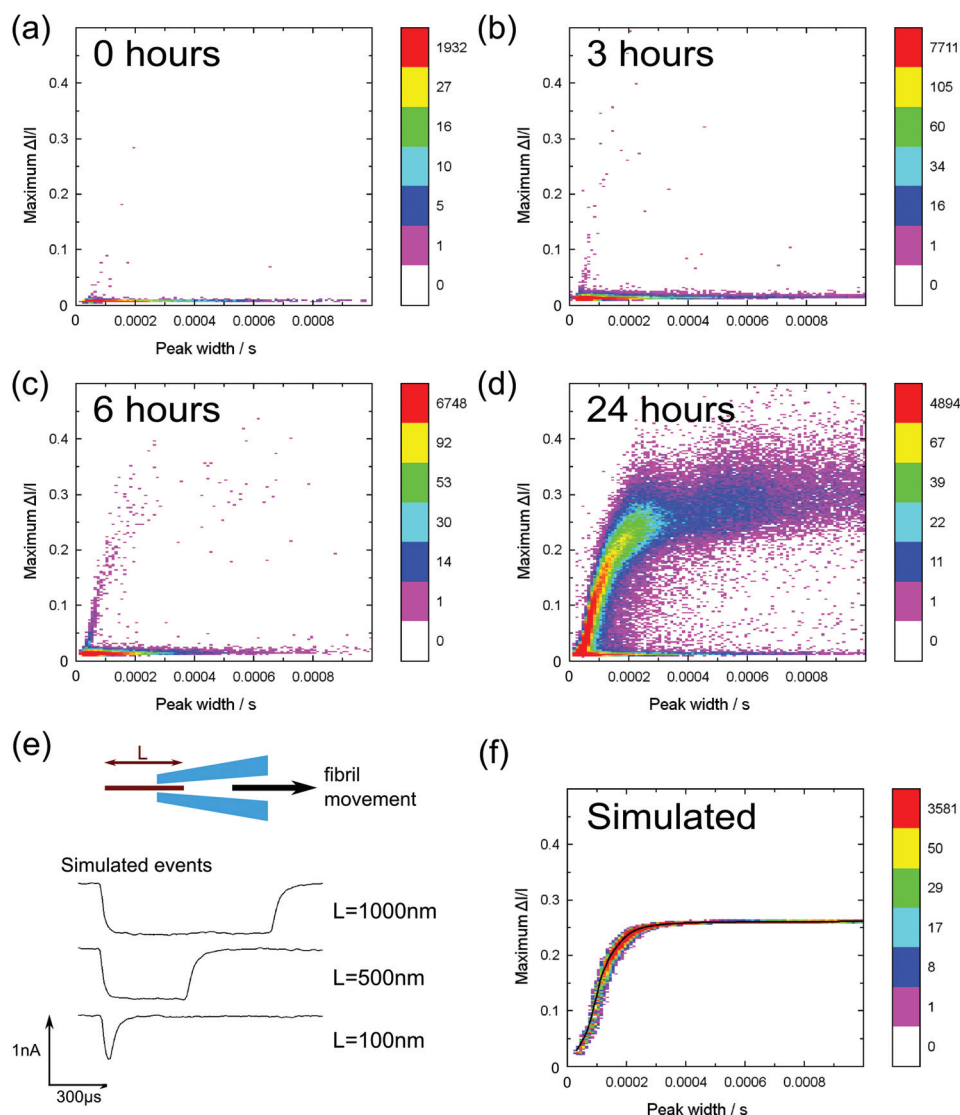 (a)
0 hours
Maximum ΔI/I
0.4
0.3
0.2
0.1
0
0 0.0002 0.0004 0.0006 0.0008
Peak width / s
1932
27
16
10
5
1
0
(b)
3 hours
Maximum ΔI/I
0.4
0.3
0.2
0.1
0
0 0.0002 0.0004 0.0006 0.0008
Peak width / s
7711
105
60
34
16
1
0
(c)
6 hours
Maximum ΔI/I
0.4
0.3
0.2
0.1
0
0 0.0002 0.0004 0.0006 0.0008
Peak width / s
6748
92
53
30
14
1
0
(d)
24 hours
Maximum ΔI/I
0.4
0.3
0.2
0.1
0
0 0.0002 0.0004 0.0006 0.0008
Peak width / s
4894
67
39
22
11
1
0
(e)
L
fibril
movement
Simulated events
L=1000nm
L=500nm
L=100nm
1nA
300µs
(f)
Simulated
Maximum ΔI/I
0.4
0.3
0.2
0.1
0
0 0.0002 0.0004 0.0006 0.0008
Peak width / s
3581
50
29
17
8
1
0